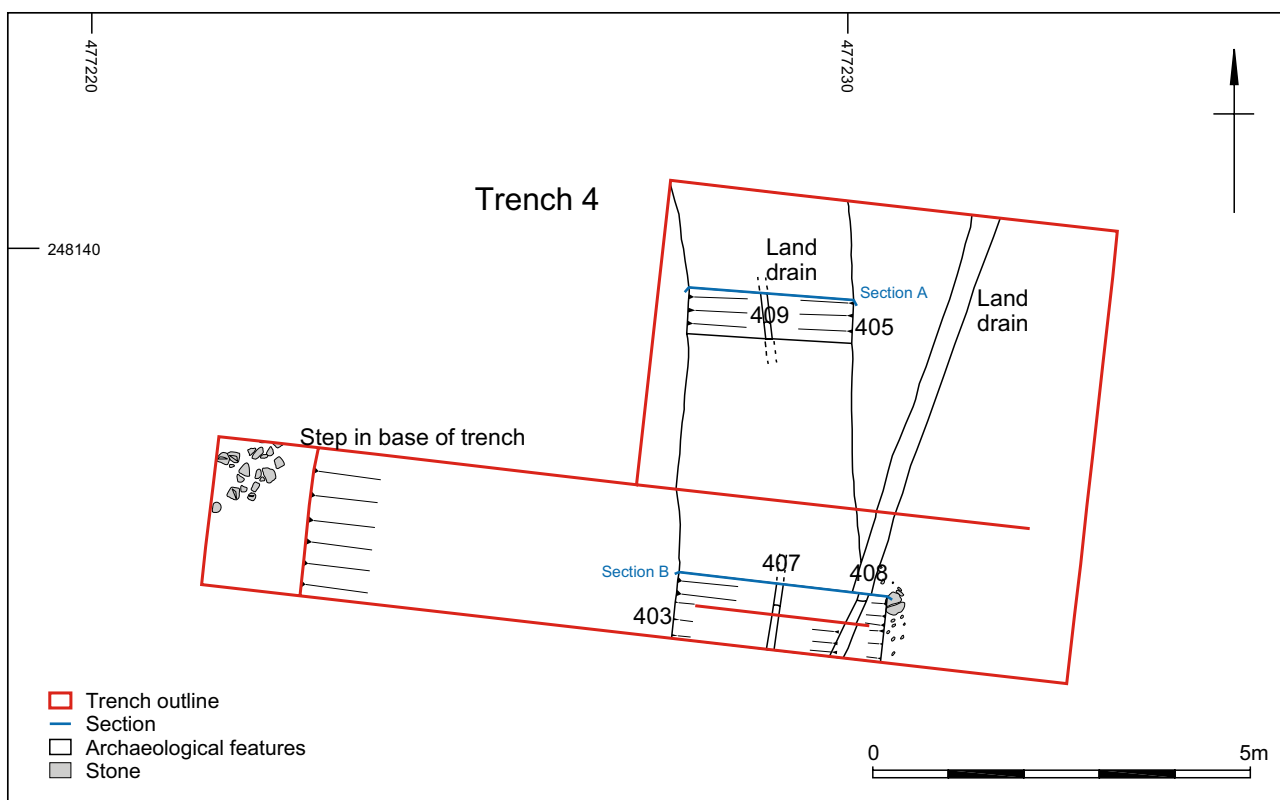 477220
477230
Trench 4
248140
Land
drain
Section A
409
405
Land
drain
Step in base of trench
407
408
Section B
403
Trench outline
Section
Archaeological features
Stone
0
5m